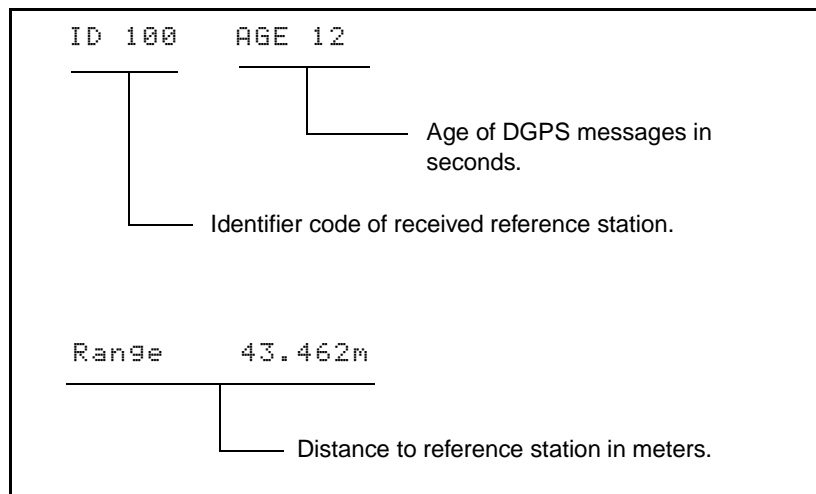 ID 100 AGE 12
Age of DGPS messages in
seconds.
Identifier code of received reference station.
Range 43.462m
Distance to reference station in meters.